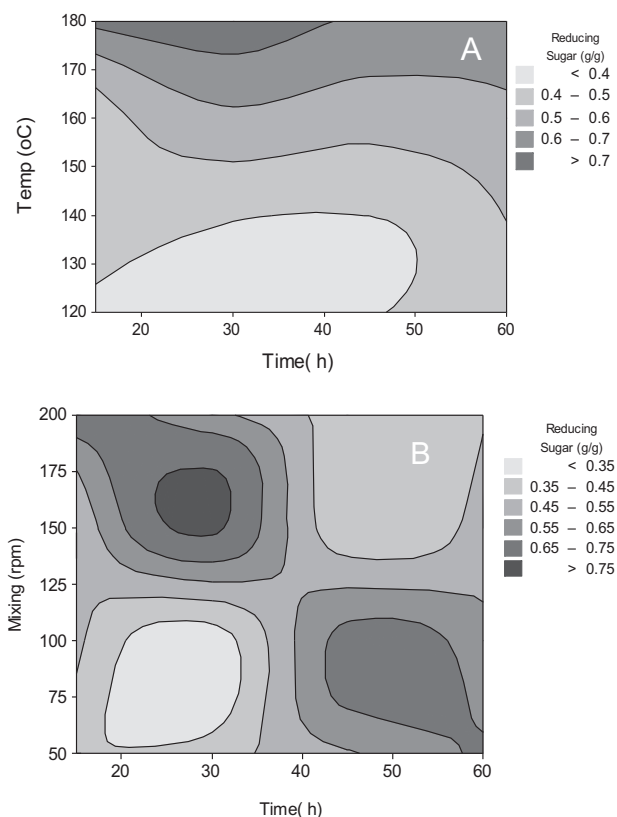 A
Reducing
Sugar (g/g)
< 0.4
0.4 – 0.5
0.5 – 0.6
0.6 – 0.7
> 0.7
180
170
160
150
140
130
120
Temp (oC)
20 30 40 50 60
Time( h)
B
Reducing
Sugar (g/g)
< 0.35
0.35 – 0.45
0.45 – 0.55
0.55 – 0.65
0.65 – 0.75
> 0.75
200
175
150
125
100
75
50
Mixing (rpm)
20 30 40 50 60
Time( h)